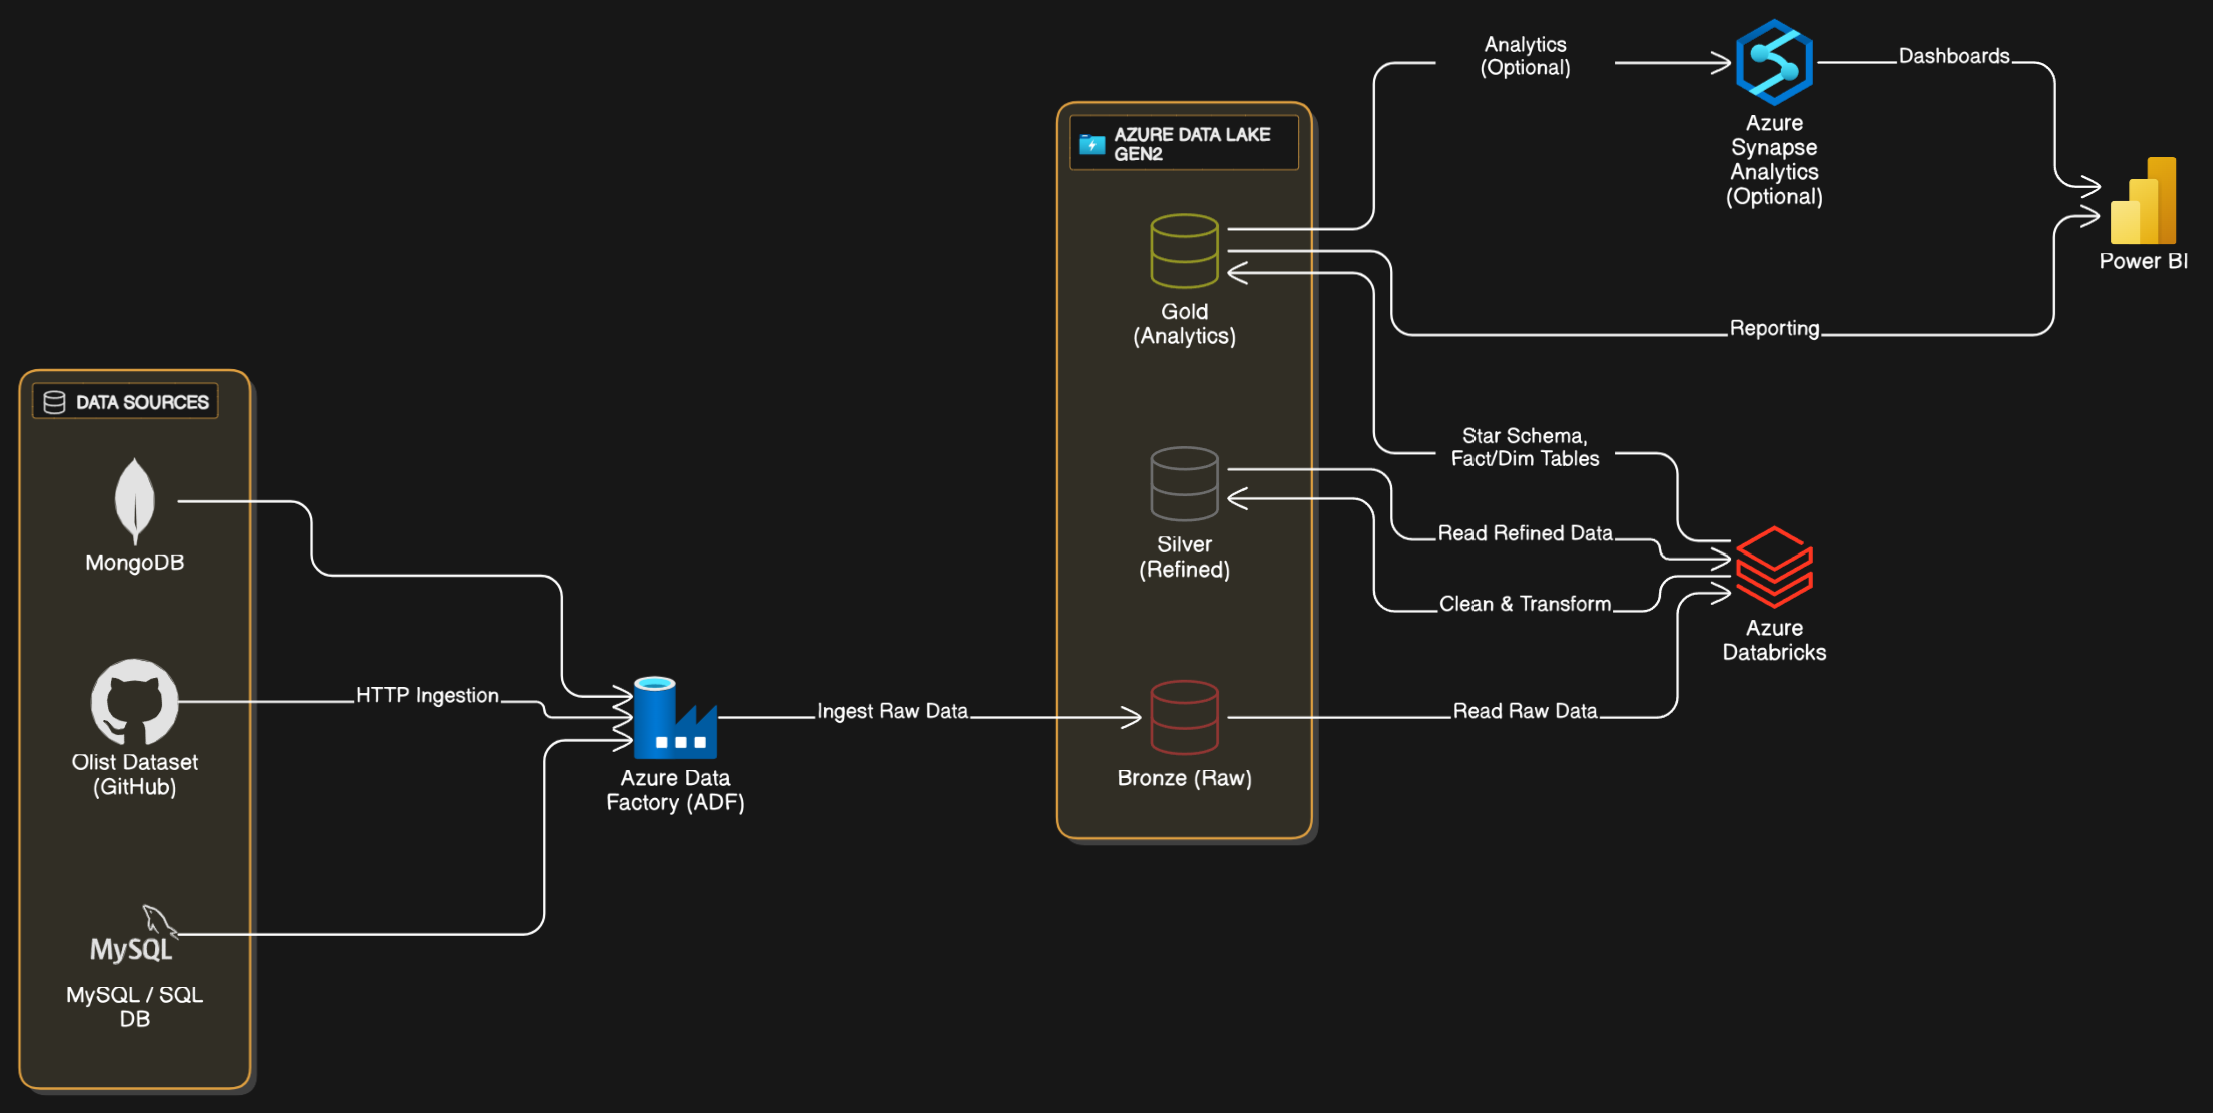 DATA SOURCES
MongoDB
HTTP Ingestion
Olist Dataset
(GitHub)
MySQL
MySQL / SQL
DB
Azure Data
Factory (ADF)
Ingest Raw Data
AZURE DATA LAKE
GEN2
Gold
(Analytics)
Silver
(Refined)
Bronze (Raw)
Analytics
(Optional)
Azure
Synapse
Analytics
(Optional)
Dashboards
Power BI
Reporting
Star Schema,
Fact/Dim Tables
Read Refined Data
Clean & Transform
Azure
Databricks
Read Raw Data